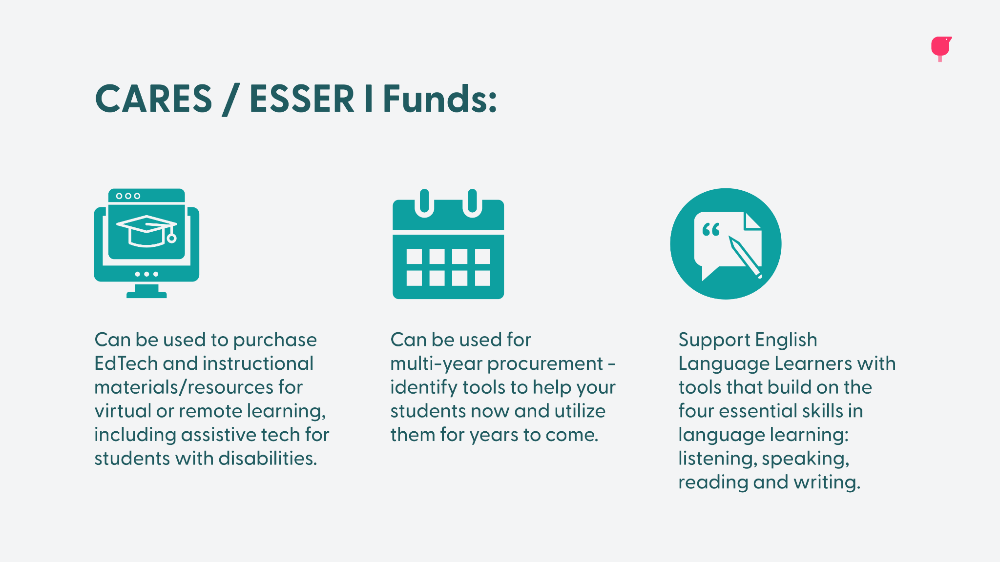 CARES / ESSER I Funds:
Can be used to purchase
EdTech and instructional
materials/resources for
virtual or remote learning,
including assistive tech for
students with disabilities.
Can be used for
multi-year procurement -
identify tools to help your
students now and utilize
them for years to come.
Support English
Language Learners with
tools that build on the
four essential skills in
language learning:
listening, speaking,
reading and writing.